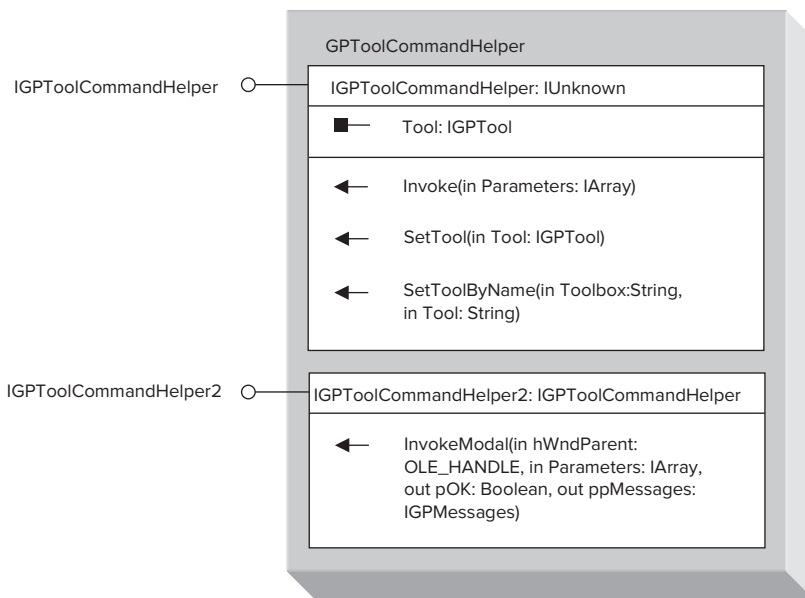 GPToolCommandHelper
IGPToolCommandHelper
IGPToolCommandHelper: IUnknown
Tool: IGPTool
Invoke(in Parameters: IArray)
SetTool(in Tool: IGPTool)
SetToolByName(in Toolbox:String,
in Tool: String)
IGPToolCommandHelper2
IGPToolCommandHelper2: IGPToolCommandHelper
InvokeModal(in hWndParent:
OLE_HANDLE, in Parameters: IArray,
out pOK: Boolean, out ppMessages:
IGPMessages)